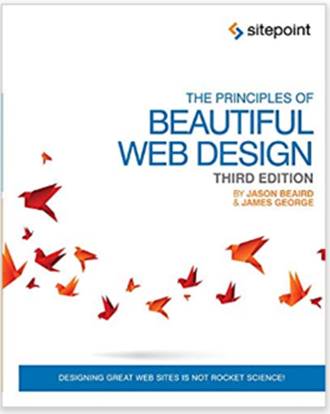 sitepoint
THE PRINCIPLES OF
BEAUTIFUL
WEB DESIGN
THIRD EDITION
BY JASON BEAIRD
& JAMES GEORGE
DESIGNING GREAT WEB SITES IS NOT ROCKET SCIENCE!